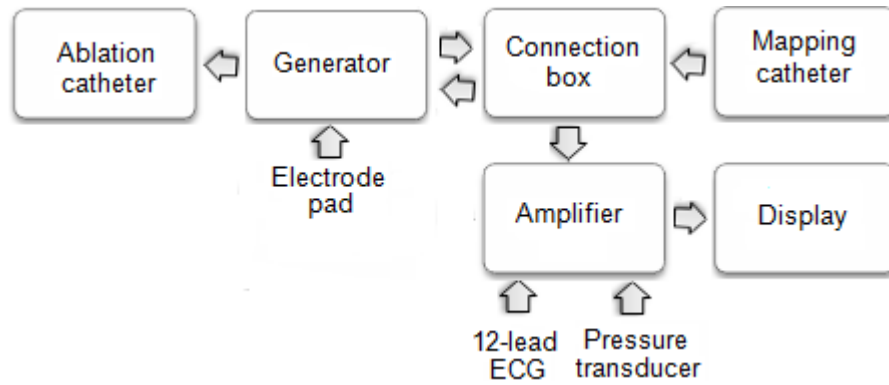 Ablation
catheter
Generator
Connection
box
Mapping
catheter
Electrode
pad
Amplifier
Display
12-lead
ECG
Pressure
transducer